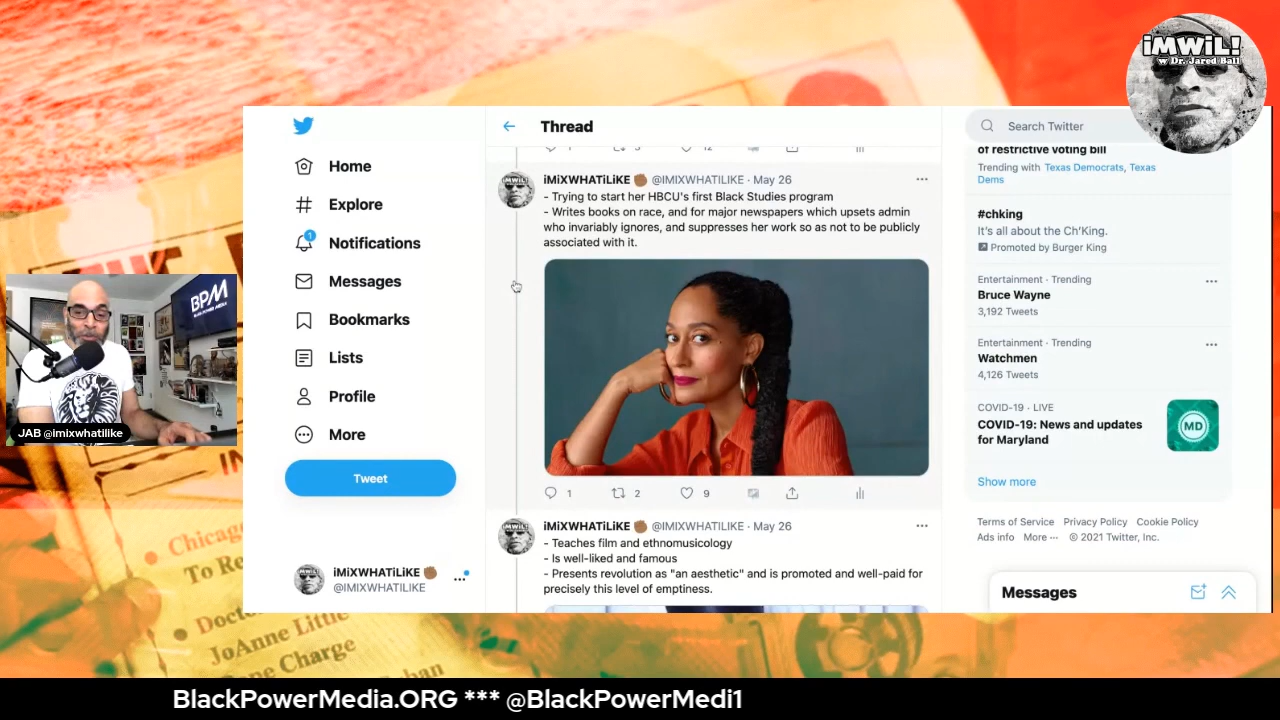 iMWiL!
w Dr. Jared Ball
Home
Explore
1
Notifications
Messages
Bookmarks
Lists
Profile
More
Tweet
iMiXWHATiLiKE
@IMIXWHATILIKE
Thread
iMiXWHATiLiKE @IMIXWHATILIKE · May 26
- Trying to start her HBCU's first Black Studies program
- Writes books on race, and for major newspapers which upsets admin
who invariably ignores, and suppresses her work so as not to be publicly
associated with it.
1 2 9
iMiXWHATiLiKE @IMIXWHATILIKE · May 26
- Teaches film and ethnomusicology
- Is well-liked and famous
- Presents revolution as "an aesthetic" and is promoted and well-paid for
precisely this level of emptiness.
Search Twitter
of restrictive voting bill
Trending with Texas Democrats, Texas
Dems
#chking
It's all about the Ch'King.
Promoted by Burger King
Entertainment · Trending
Bruce Wayne
3,192 Tweets
Entertainment · Trending
Watchmen
4,126 Tweets
COVID-19 · LIVE
COVID-19: News and updates
for Maryland
MD
Show more
Terms of Service Privacy Policy Cookie Policy
Ads info More ··· © 2021 Twitter, Inc.
Messages
BPM
JAB @imixwhatilike
Chicago
To Re
JoAnne Little
Charge
BlackPowerMedia.ORG *** @BlackPowerMedi1